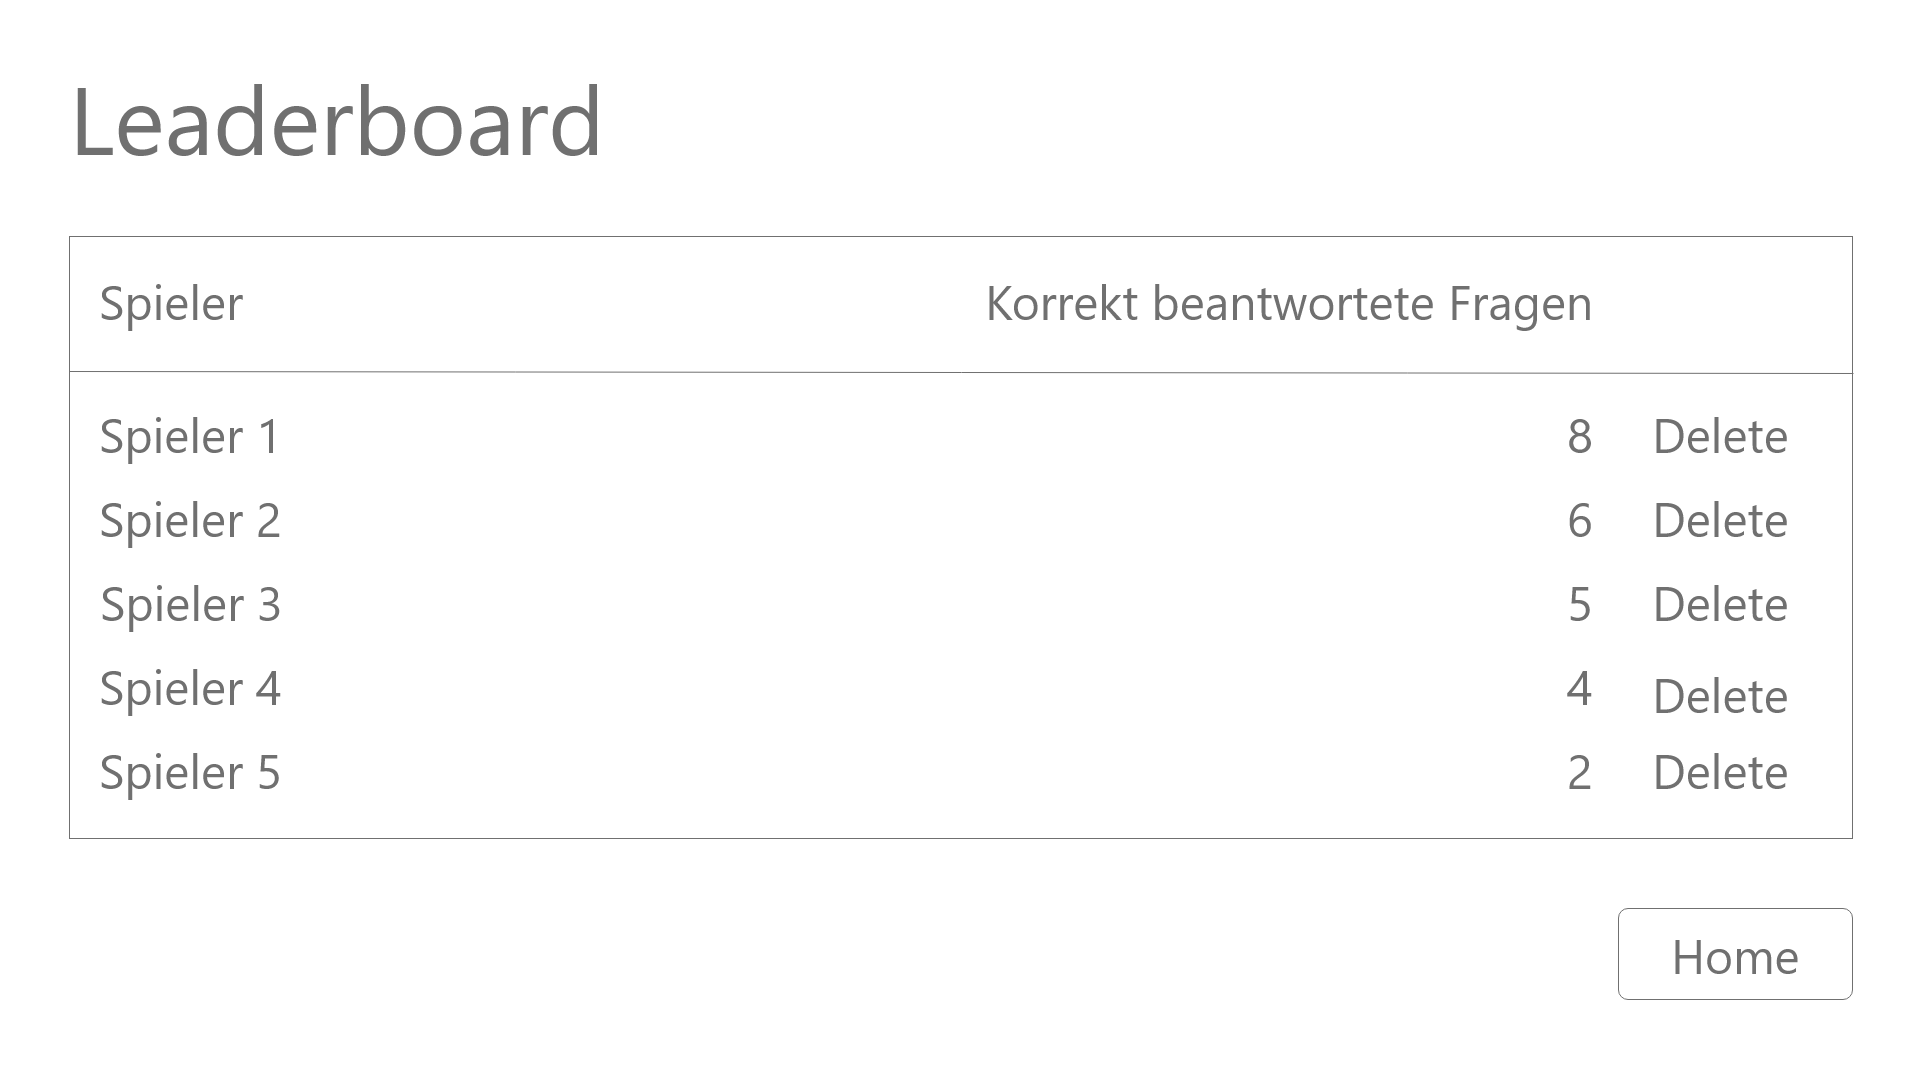 Leaderboard
Spieler Korrekt beantwortete Fragen
Spieler 1 8 Delete
Spieler 2 6 Delete
Spieler 3 5 Delete
Spieler 4 4 Delete
Spieler 5 2 Delete
Home